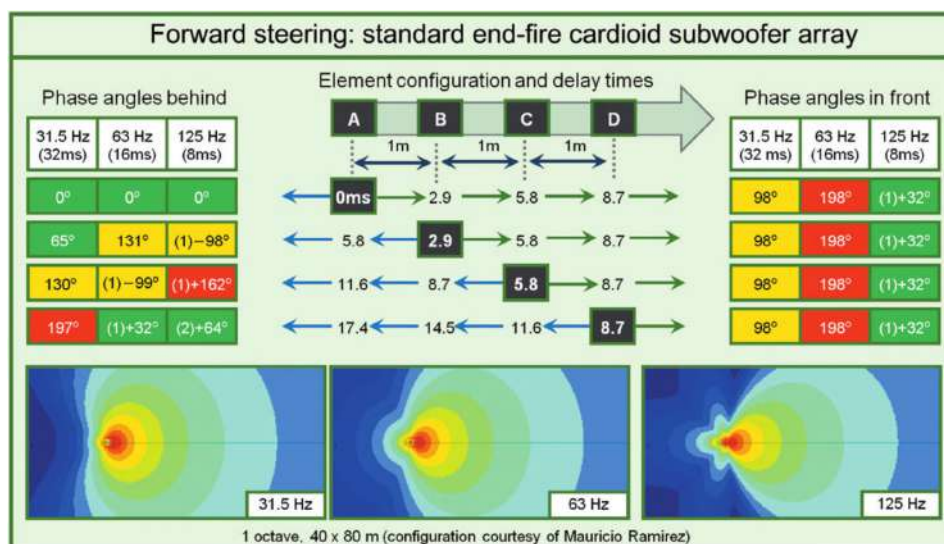 Forward steering: standard end-fire cardioid subwoofer array
Phase angles behind
31.5 Hz (32ms) 63 Hz (16ms) 125 Hz (8ms)
0° 0° 0°
65° 131° (1)−98°
130° (1)−99° (1)+162°
197° (1)+32° (2)+64°
Element configuration and delay times
A B C D
1m 1m 1m
0ms 2.9 5.8 8.7
5.8 2.9 5.8 8.7
11.6 8.7 5.8 8.7
17.4 14.5 11.6 8.7
Phase angles in front
31.5 Hz (32 ms) 63 Hz (16ms) 125 Hz (8ms)
98° 198° (1)+32°
98° 198° (1)+32°
98° 198° (1)+32°
98° 198° (1)+32°
31.5 Hz
63 Hz
125 Hz
1 octave, 40 x 80 m (configuration courtesy of Mauricio Ramirez)